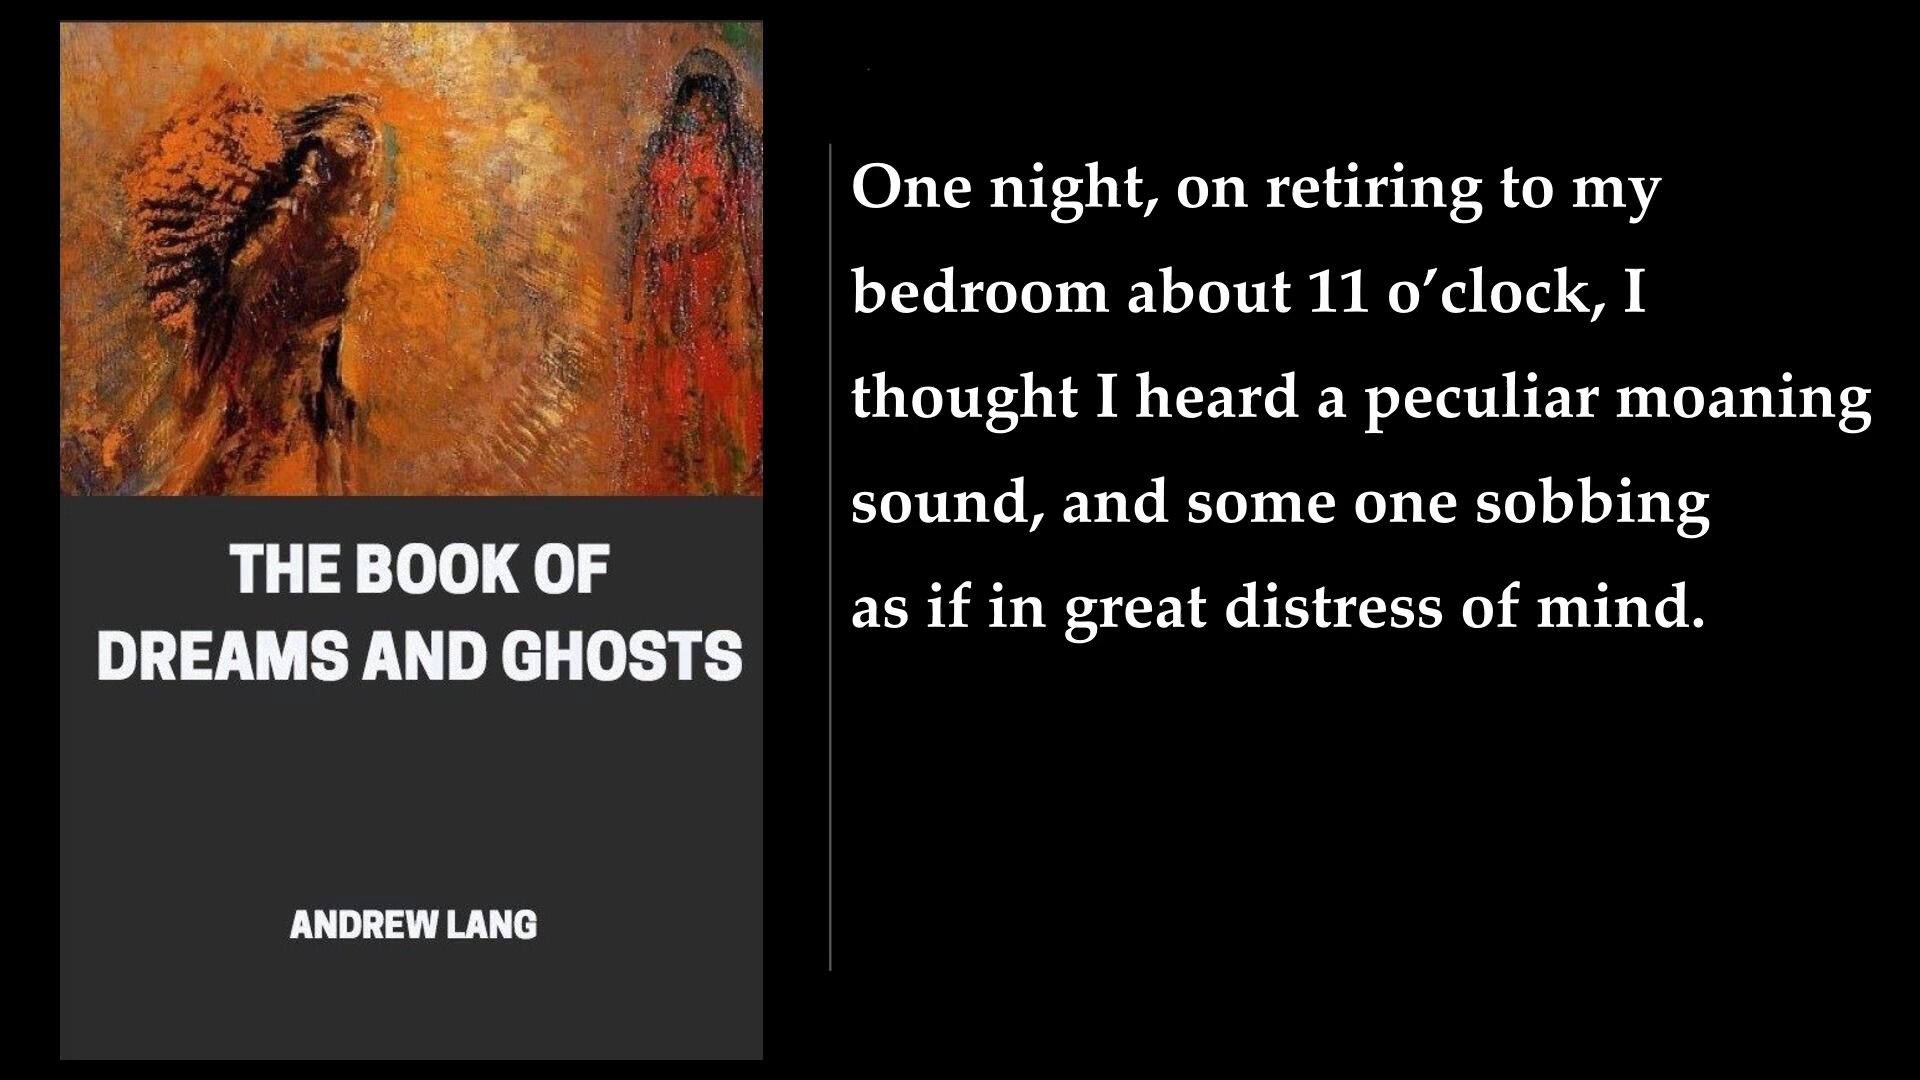 THE BOOK OF
DREAMS AND GHOSTS
ANDREW LANG
One night, on retiring to my
bedroom about 11 o’clock, I
thought I heard a peculiar moaning
sound, and some one sobbing
as if in great distress of mind.